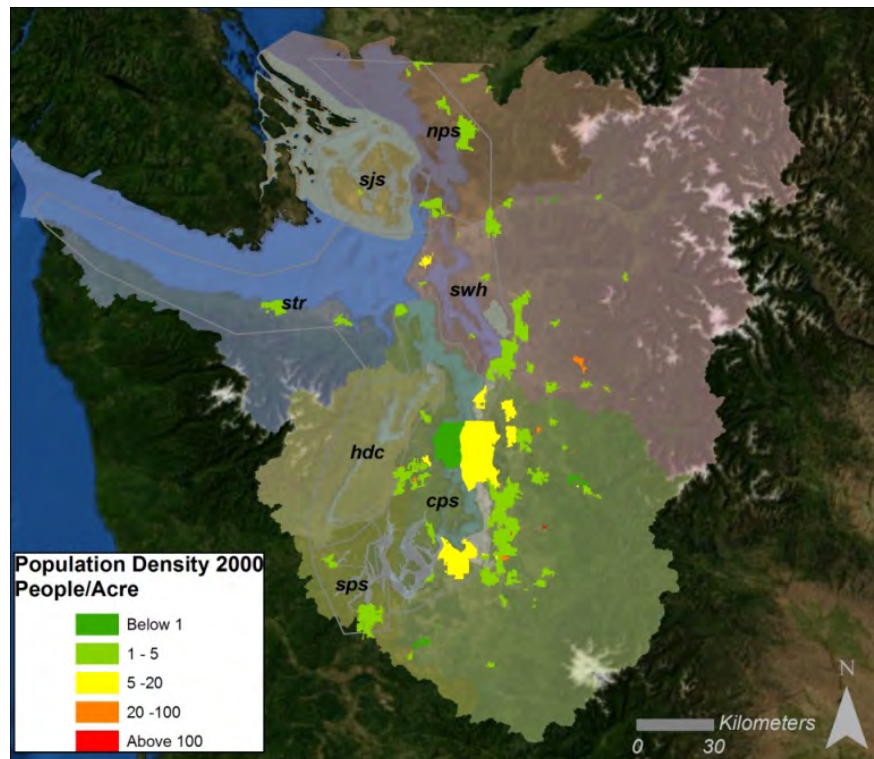 nps
sjs
swh
str
hdc
cps
sps
Population Density 2000
People/Acre
Below 1
1 - 5
5 -20
20 -100
Above 100
N
Kilometers
0 30